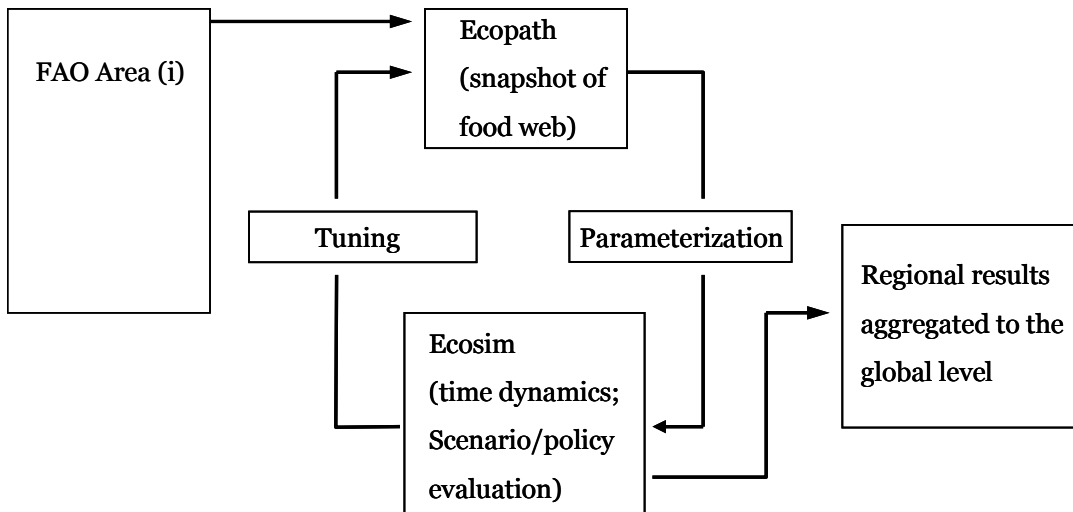 FAO Area (i)
Ecopath
(snapshot of
food web)
Tuning
Parameterization
Ecosim
(time dynamics;
Scenario/policy
evaluation)
Regional results
aggregated to the
global level